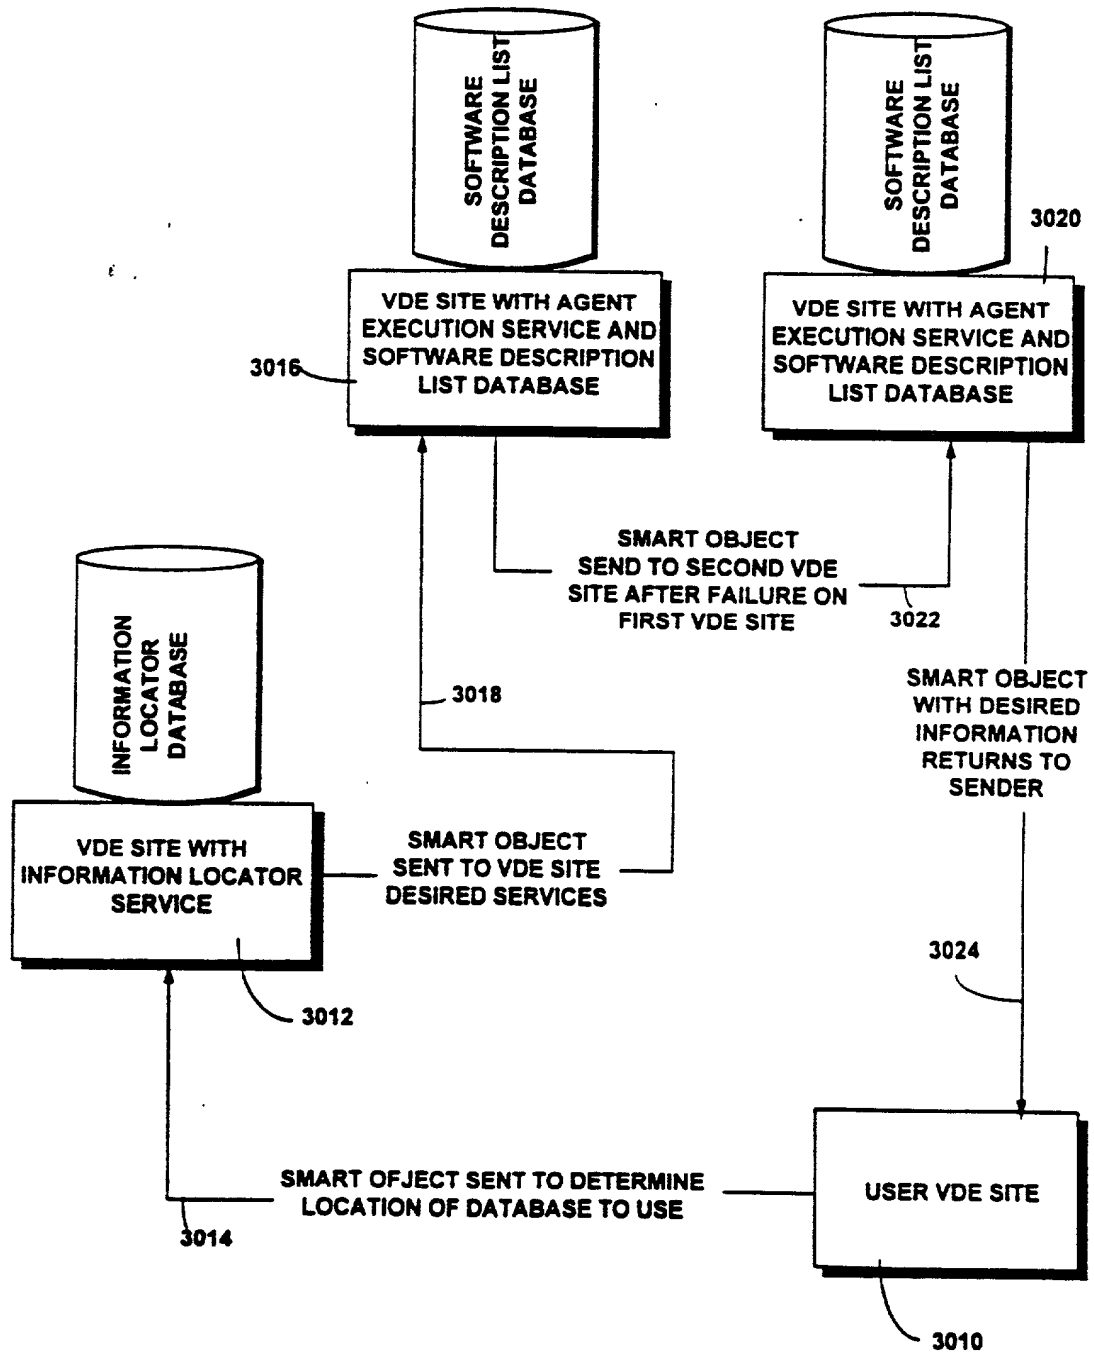 SOFTWARE
DESCRIPTION LIST
DATABASE
SOFTWARE
DESCRIPTION LIST
DATABASE
3020
VDE SITE WITH AGENT
EXECUTION SERVICE AND
SOFTWARE DESCRIPTION
LIST DATABASE
VDE SITE WITH AGENT
EXECUTION SERVICE AND
SOFTWARE DESCRIPTION
LIST DATABASE
3016
SMART OBJECT
SEND TO SECOND VDE
SITE AFTER FAILURE ON
FIRST VDE SITE
3022
INFORMATION
LOCATOR
DATABASE
3018
SMART OBJECT
WITH DESIRED
INFORMATION
RETURNS TO
SENDER
VDE SITE WITH
INFORMATION LOCATOR
SERVICE
SMART OBJECT
SENT TO VDE SITE
DESIRED SERVICES
3024
3012
SMART OFJECT SENT TO DETERMINE
LOCATION OF DATABASE TO USE
USER VDE SITE
3014
3010